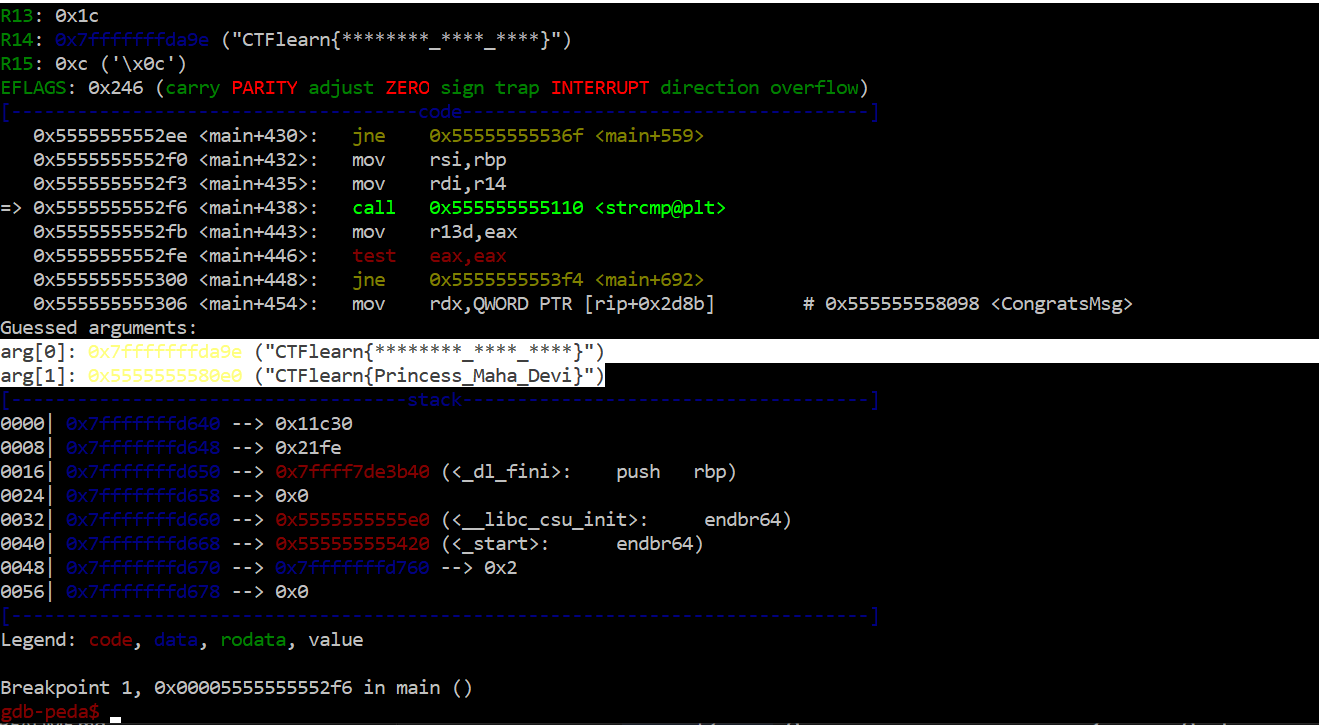 R13: 0x1c
R14: 0x7fffffffda9e ("CTFlearn{********_****_****}")
R15: 0xc ('\x0c')
EFLAGS: 0x246 (carry PARITY adjust ZERO sign trap INTERRUPT direction overflow)
[-------------------------------------code-------------------------------------]
   0x5555555552ee <main+430>:	jne    0x55555555536f <main+559>
   0x5555555552f0 <main+432>:	mov    rsi,rbp
   0x5555555552f3 <main+435>:	mov    rdi,r14
=> 0x5555555552f6 <main+438>:	call   0x555555555110 <strcmp@plt>
   0x5555555552fb <main+443>:	mov    r13d,eax
   0x5555555552fe <main+446>:	test   eax,eax
   0x555555555300 <main+448>:	jne    0x5555555553f4 <main+692>
   0x555555555306 <main+454>:	mov    rdx,QWORD PTR [rip+0x2d8b]        # 0x555555558098 <CongratsMsg>
Guessed arguments:
arg[0]: 0x7fffffffda9e ("CTFlearn{********_****_****}")
arg[1]: 0x5555555580e0 ("CTFlearn{Princess_Maha_Devi}")
[------------------------------------stack-------------------------------------]
0000| 0x7fffffffd640 --> 0x11c30
0008| 0x7fffffffd648 --> 0x21fe
0016| 0x7fffffffd650 --> 0x7ffff7de3b40 (<_dl_fini>:	push   rbp)
0024| 0x7fffffffd658 --> 0x0
0032| 0x7fffffffd660 --> 0x5555555555e0 (<__libc_csu_init>:	endbr64)
0040| 0x7fffffffd668 --> 0x555555555420 (<_start>:	endbr64)
0048| 0x7fffffffd670 --> 0x7fffffffd760 --> 0x2
0056| 0x7fffffffd678 --> 0x0
[------------------------------------------------------------------------------]
Legend: code, data, rodata, value
Breakpoint 1, 0x00005555555552f6 in main ()
gdb-peda$